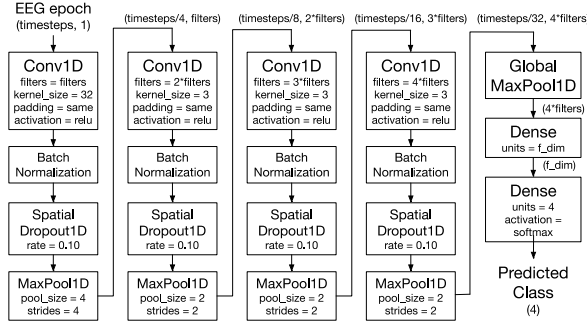 EEG epoch
(timesteps, 1)
Conv1D
filters = filters
kernel_size = 32
padding = same
activation = relu
Batch
Normalization
Spatial
Dropout1D
rate = 0.10
MaxPool1D
pool_size = 4
strides = 4
(timesteps/4, filters)
Conv1D
filters = 2*filters
kernel_size = 3
padding = same
activation = relu
Batch
Normalization
Spatial
Dropout1D
rate = 0.10
MaxPool1D
pool_size = 2
strides = 2
(timesteps/8, 2*filters)
Conv1D
filters = 3*filters
kernel_size = 3
padding = same
activation = relu
Batch
Normalization
Spatial
Dropout1D
rate = 0.10
MaxPool1D
pool_size = 2
strides = 2
(timesteps/16, 3*filters)
Conv1D
filters = 4*filters
kernel_size = 3
padding = same
activation = relu
Batch
Normalization
Spatial
Dropout1D
rate = 0.10
MaxPool1D
pool_size = 2
strides = 2
(timesteps/32, 4*filters)
Global
MaxPool1D
(4*filters)
Dense
units = f_dim
(f_dim)
Dense
units = 4
activation =
softmax
Predicted
Class
(4)